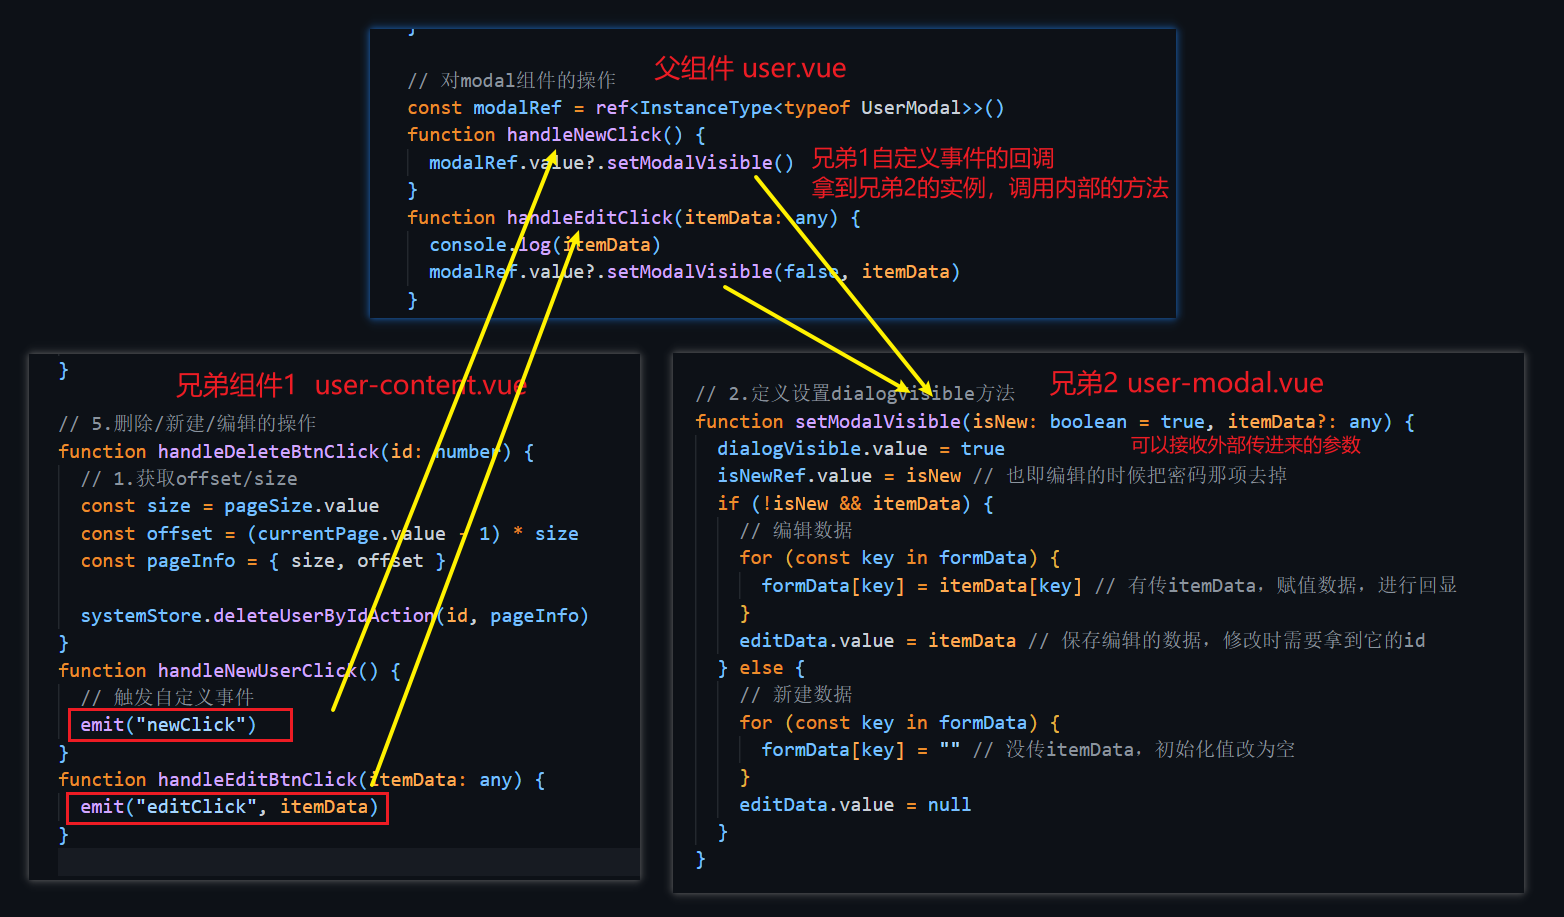 }
// 对modal组件的操作
父组件 user.vue
const modalRef = ref<InstanceType<typeof UserModal>>()
function handleNewClick() {
modalRef.value?.setModalVisible()
兄弟1自定义事件的回调
拿到兄弟2的实例，调用内部的方法
}
function handleEditClick(itemData: any) {
console.log(itemData)
modalRef.value?.setModalVisible(false, itemData)
}
}
兄弟组件1 user-content.vue
// 5.删除/新建/编辑的操作
function handleDeleteBtnClick(id: number) {
// 1.获取offset/size
const size = pageSize.value
const offset = (currentPage.value - 1) * size
const pageInfo = { size, offset }
systemStore.deleteUserByIdAction(id, pageInfo)
}
function handleNewUserClick() {
// 触发自定义事件
emit("newClick")
}
function handleEditBtnClick(itemData: any) {
emit("editClick", itemData)
}
// 2.定义设置dialogVisible方法
兄弟2 user-modal.vue
function setModalVisible(isNew: boolean = true, itemData?: any) {
dialogVisible.value = true
可以接收外部传进来的参数
isNewRef.value = isNew // 也即编辑的时候把密码那项去掉
if (!isNew && itemData) {
// 编辑数据
for (const key in formData) {
formData[key] = itemData[key] // 有传itemData，赋值数据，进行回显
}
editData.value = itemData // 保存编辑的数据，修改时需要拿到它的id
} else {
// 新建数据
for (const key in formData) {
formData[key] = "" // 没传itemData，初始化值改为空
}
editData.value = null
}
}